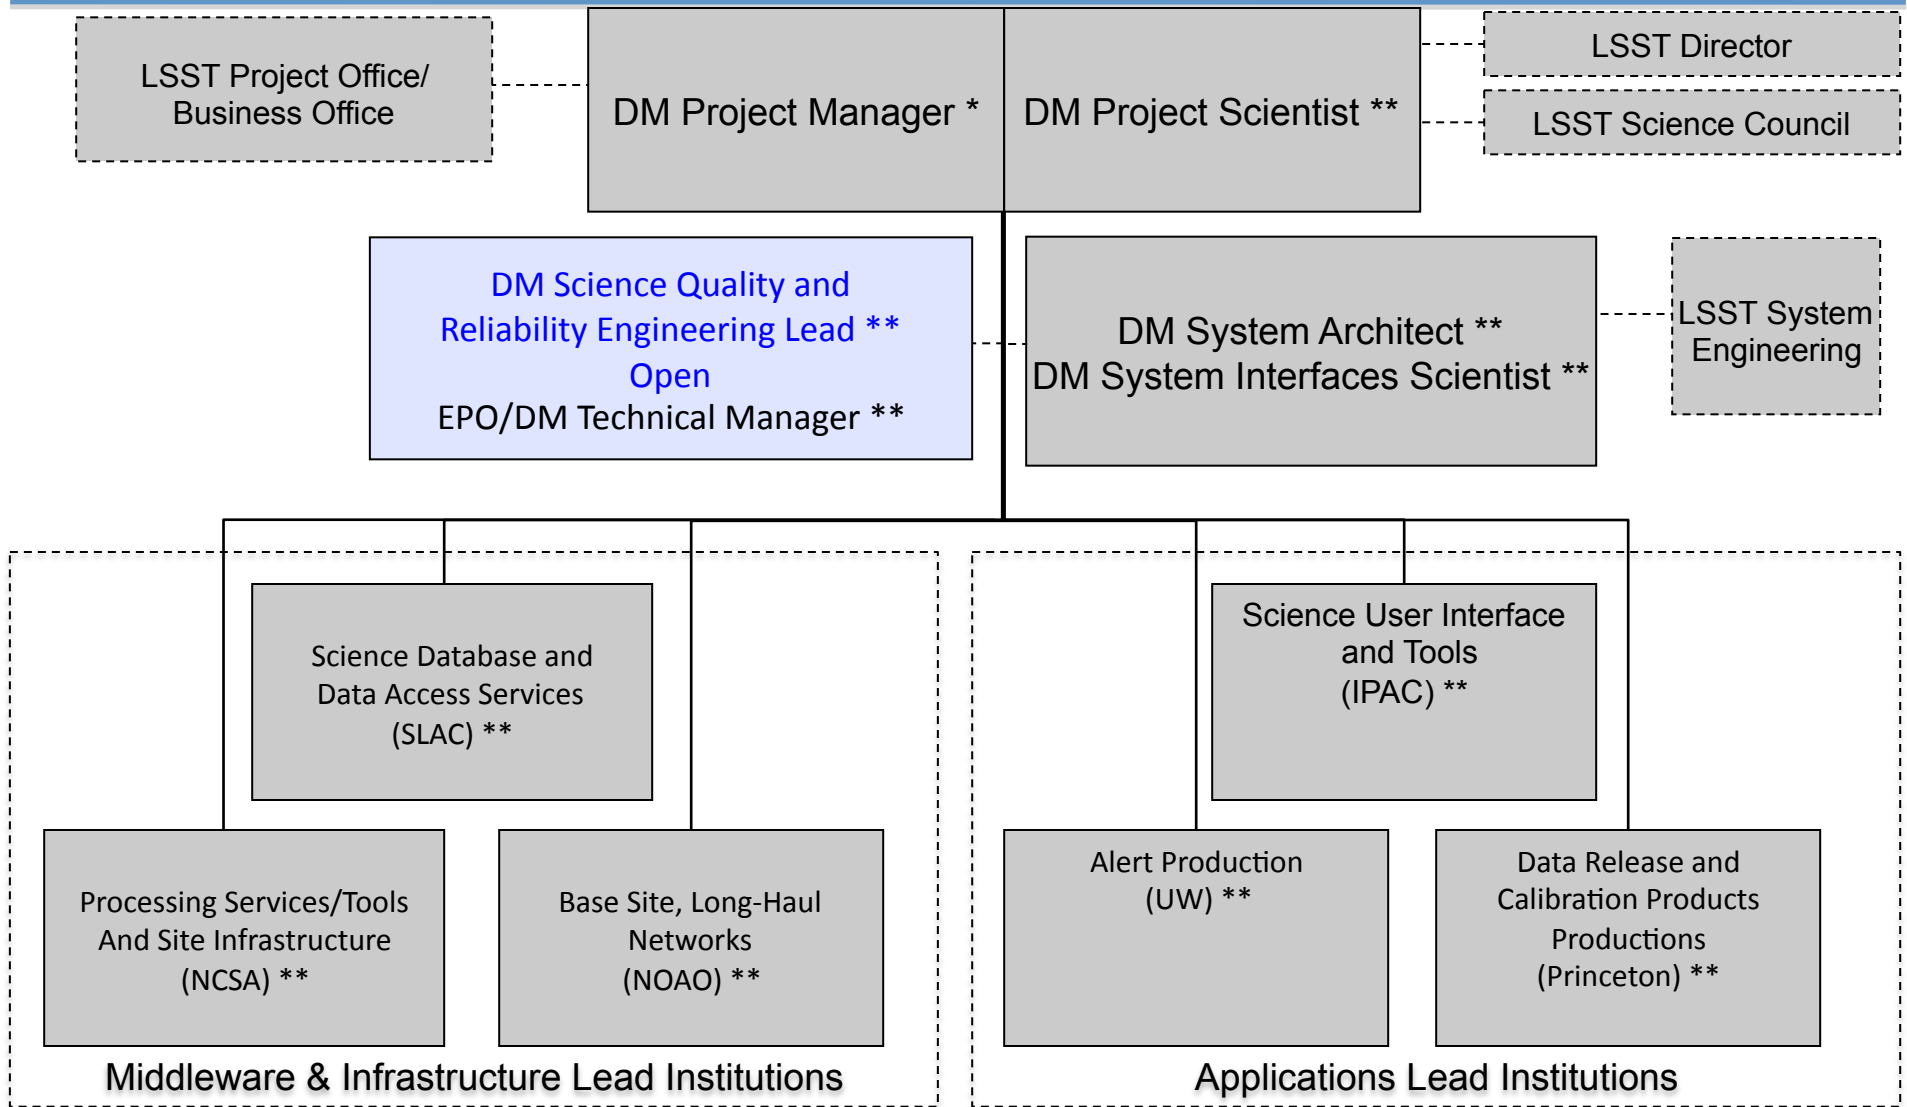 LSST Project Office/
Business Office
DM Project Manager *
DM Project Scientist **
LSST Director
LSST Science Council
DM Science Quality and
Reliability Engineering Lead **
Open
EPO/DM Technical Manager **
DM System Architect **
DM System Interfaces Scientist **
LSST System
Engineering
Science Database and
Data Access Services
(SLAC) **
Science User Interface
and Tools
(IPAC) **
Processing Services/Tools
And Site Infrastructure
(NCSA) **
Base Site, Long-Haul
Networks
(NOAO) **
Alert Production
(UW) **
Data Release and
Calibration Products
Productions
(Princeton) **
Middleware & Infrastructure Lead Institutions
Applications Lead Institutions